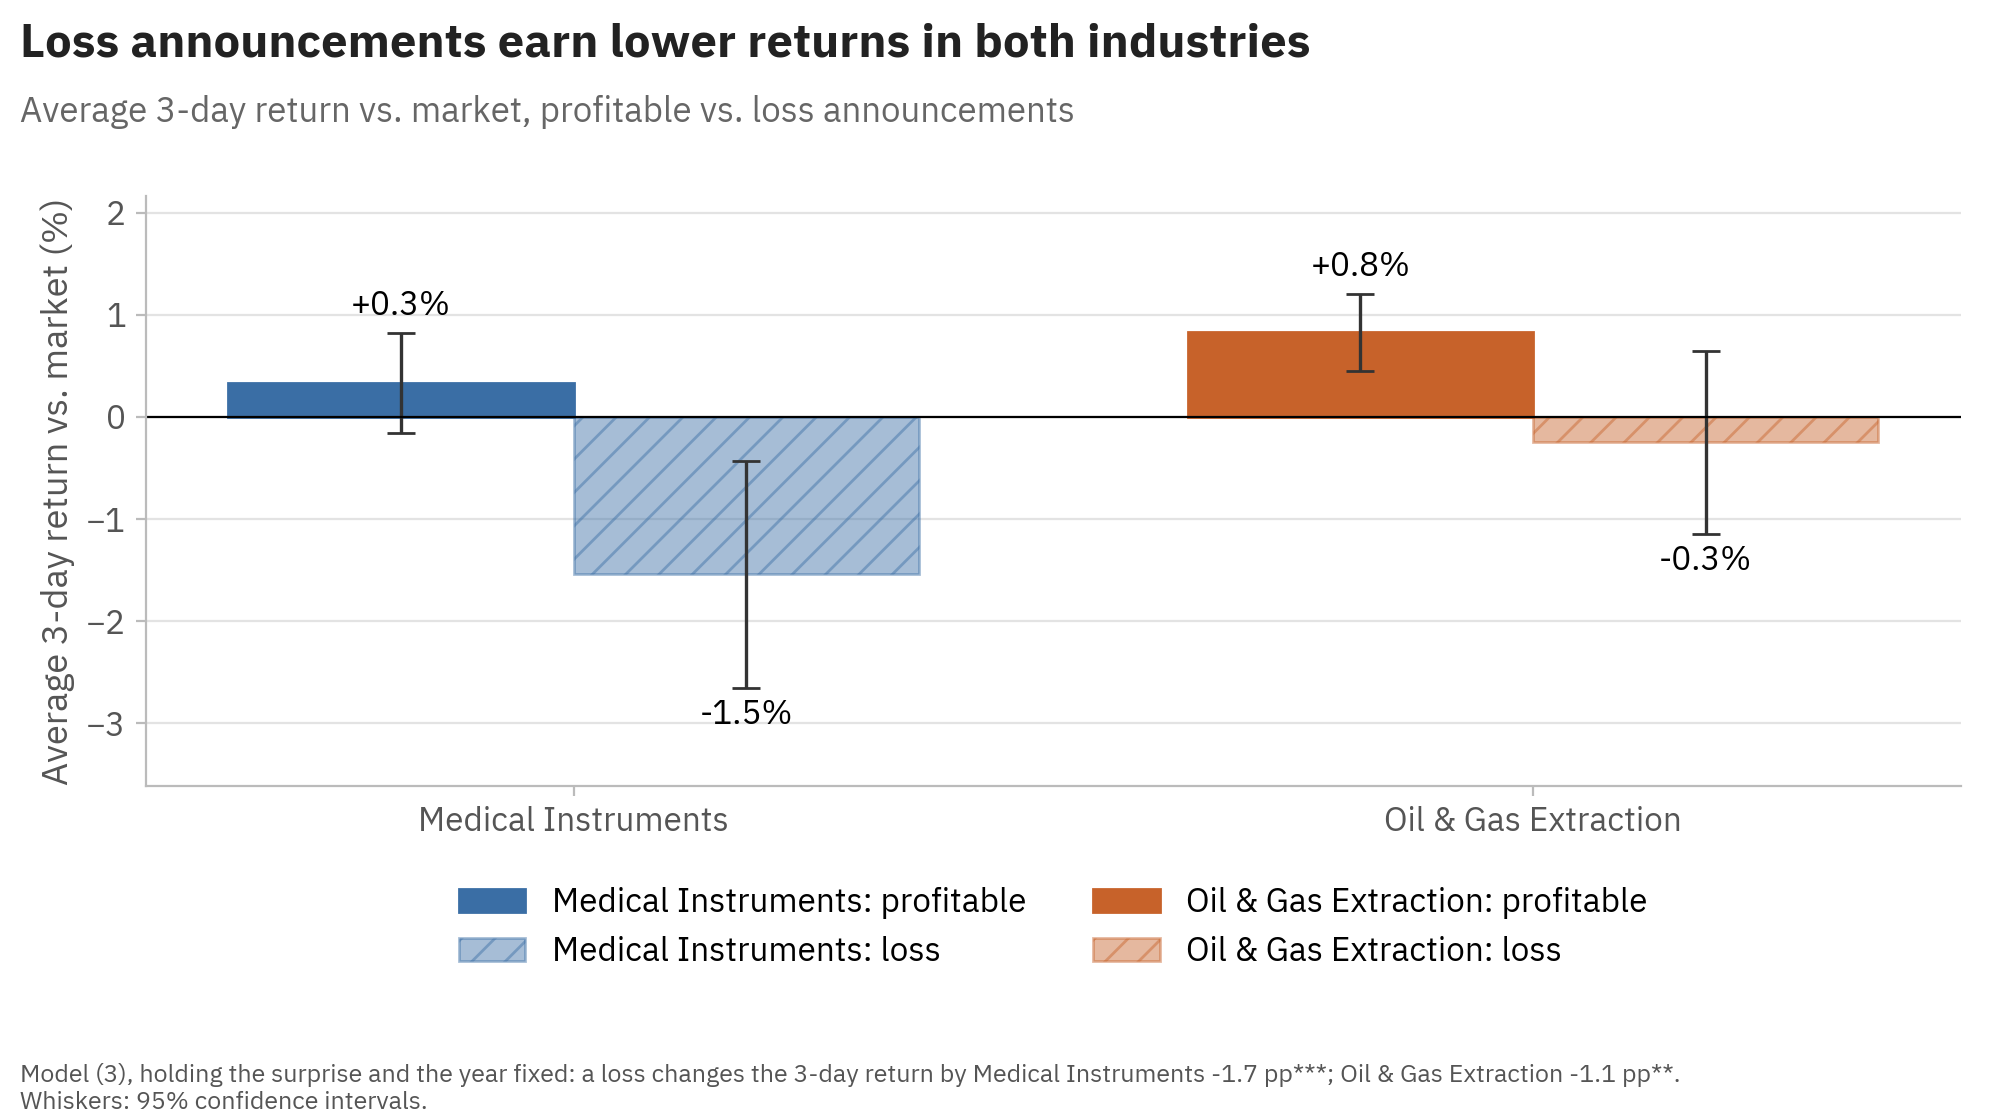 Loss announcements earn lower returns in both industries
Average 3-day return vs. market, profitable vs. loss announcements
Average 3-day return vs. market (%)
2
1
0
−1
−2
−3
+0.3%
-1.5%
+0.8%
-0.3%
Medical Instruments
Oil & Gas Extraction
Medical Instruments: profitable
Medical Instruments: loss
Oil & Gas Extraction: profitable
Oil & Gas Extraction: loss
Model (3), holding the surprise and the year fixed: a loss changes the 3-day return by Medical Instruments -1.7 pp***; Oil & Gas Extraction -1.1 pp**.
Whiskers: 95% confidence intervals.